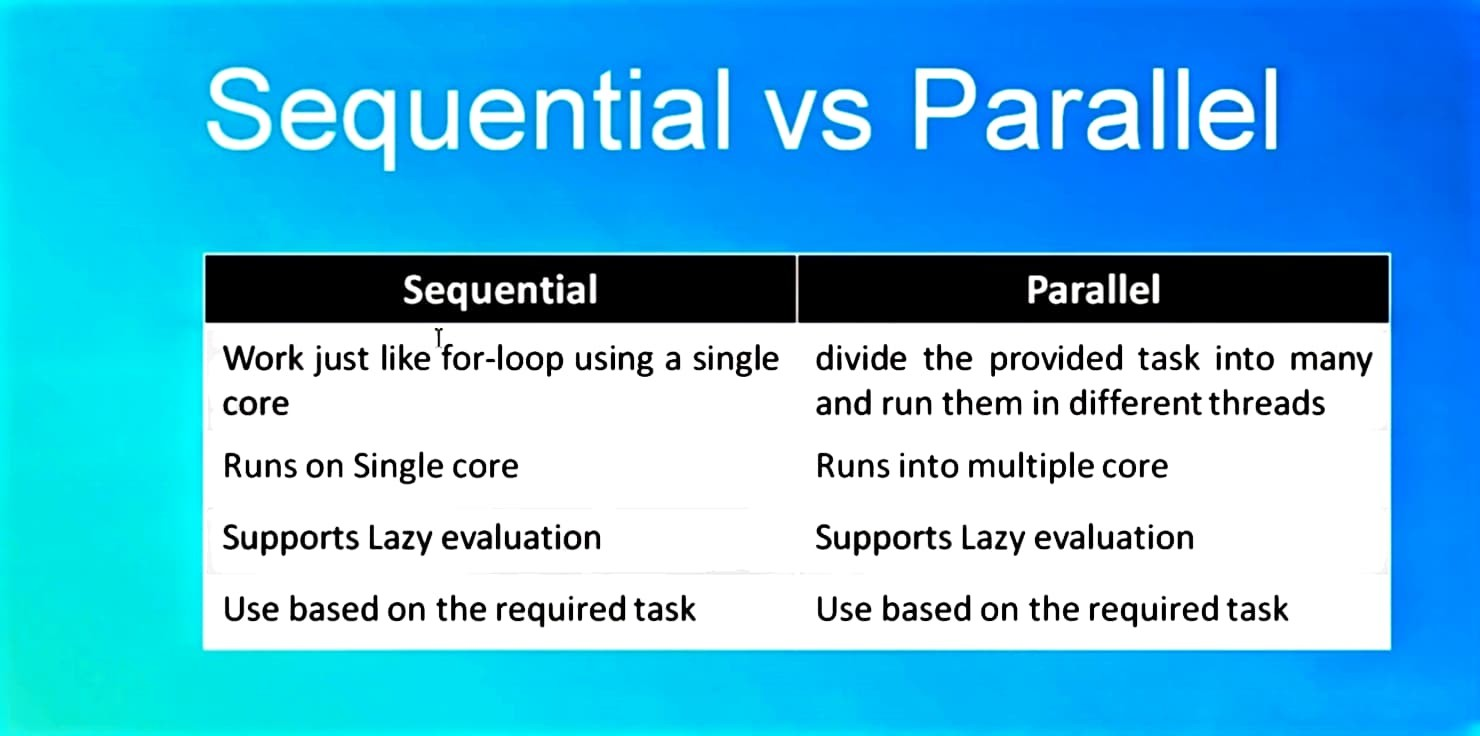 Sequential vs Parallel
Sequential
Parallel
Work just like for-loop using a single
core
divide the provided task into many
and run them in different threads
Runs on Single core
Runs into multiple core
Supports Lazy evaluation
Supports Lazy evaluation
Use based on the required task
Use based on the required task